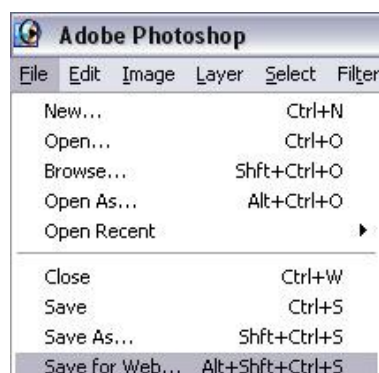 Adobe Photoshop
File Edit Image Layer Select Filter
New... Ctrl+N
Open... Ctrl+O
Browse... Shft+Ctrl+O
Open As... Alt+Ctrl+O
Open Recent
Close Ctrl+W
Save Ctrl+S
Save As... Shft+Ctrl+S
Save for Web... Alt+Shft+Ctrl+S